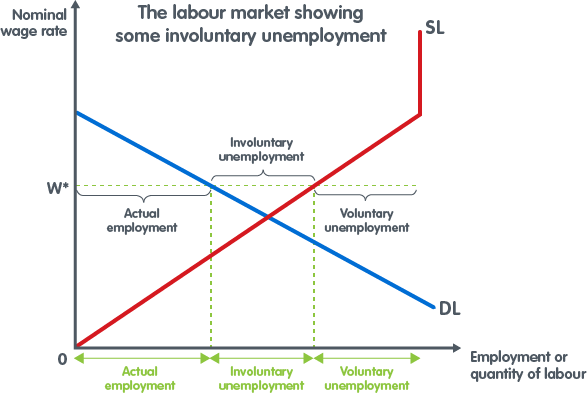 Nominal
wage rate
The labour market showing
some involuntary unemployment
SL
Involuntary
unemployment
W*
Actual
employment
Voluntary
unemployment
DL
0
Employment or
quantity of labour
Actual
employment
Involuntary
unemployment
Voluntary
unemployment